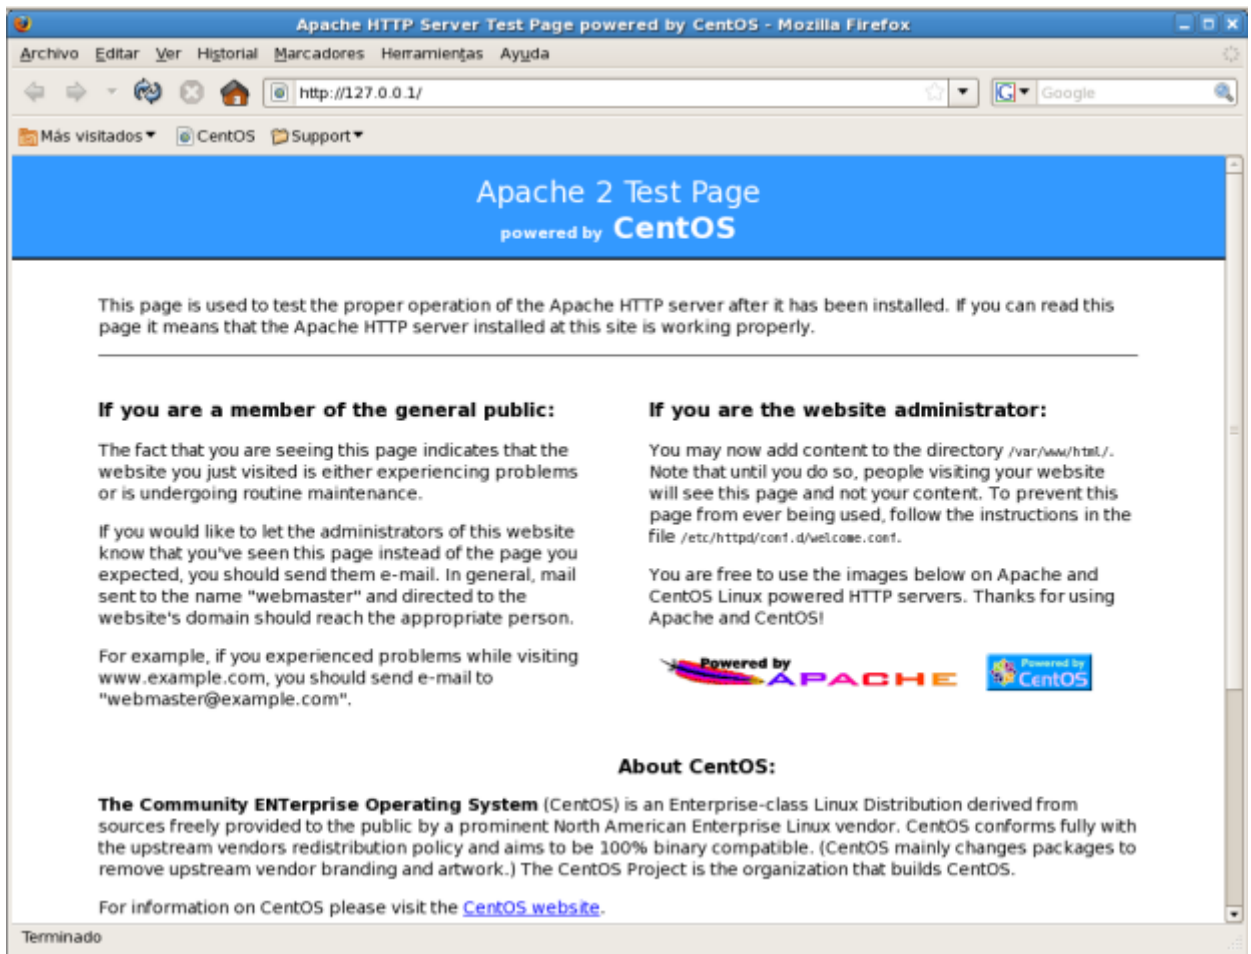 Apache HTTP Server Test Page powered by CentOS - Mozilla Firefox
Archivo Editar Ver Historial Marcadores Herramientas Ayuda
http://127.0.0.1/ Google
Más visitados CentOS Support
Apache 2 Test Page
powered by CentOS
This page is used to test the proper operation of the Apache HTTP server after it has been installed. If you can read this
page it means that the Apache HTTP server installed at this site is working properly.
If you are a member of the general public:
The fact that you are seeing this page indicates that the
website you just visited is either experiencing problems
or is undergoing routine maintenance.
If you would like to let the administrators of this website
know that you've seen this page instead of the page you
expected, you should send them e-mail. In general, mail
sent to the name "webmaster" and directed to the
website's domain should reach the appropriate person.
For example, if you experienced problems while visiting
www.example.com, you should send e-mail to
"webmaster@example.com".
If you are the website administrator:
You may now add content to the directory /var/www/html/.
Note that until you do so, people visiting your website
will see this page and not your content. To prevent this
page from ever being used, follow the instructions in the
file /etc/httpd/conf.d/welcome.conf.
You are free to use the images below on Apache and
CentOS Linux powered HTTP servers. Thanks for using
Apache and CentOS!
Powered by
APACHE
Powered by
CentOS
About CentOS:
The Community ENTerprise Operating System (CentOS) is an Enterprise-class Linux Distribution derived from
sources freely provided to the public by a prominent North American Enterprise Linux vendor. CentOS conforms fully with
the upstream vendors redistribution policy and aims to be 100% binary compatible. (CentOS mainly changes packages to
remove upstream vendor branding and artwork.) The CentOS Project is the organization that builds CentOS.
For information on CentOS please visit the CentOS website.
Terminado